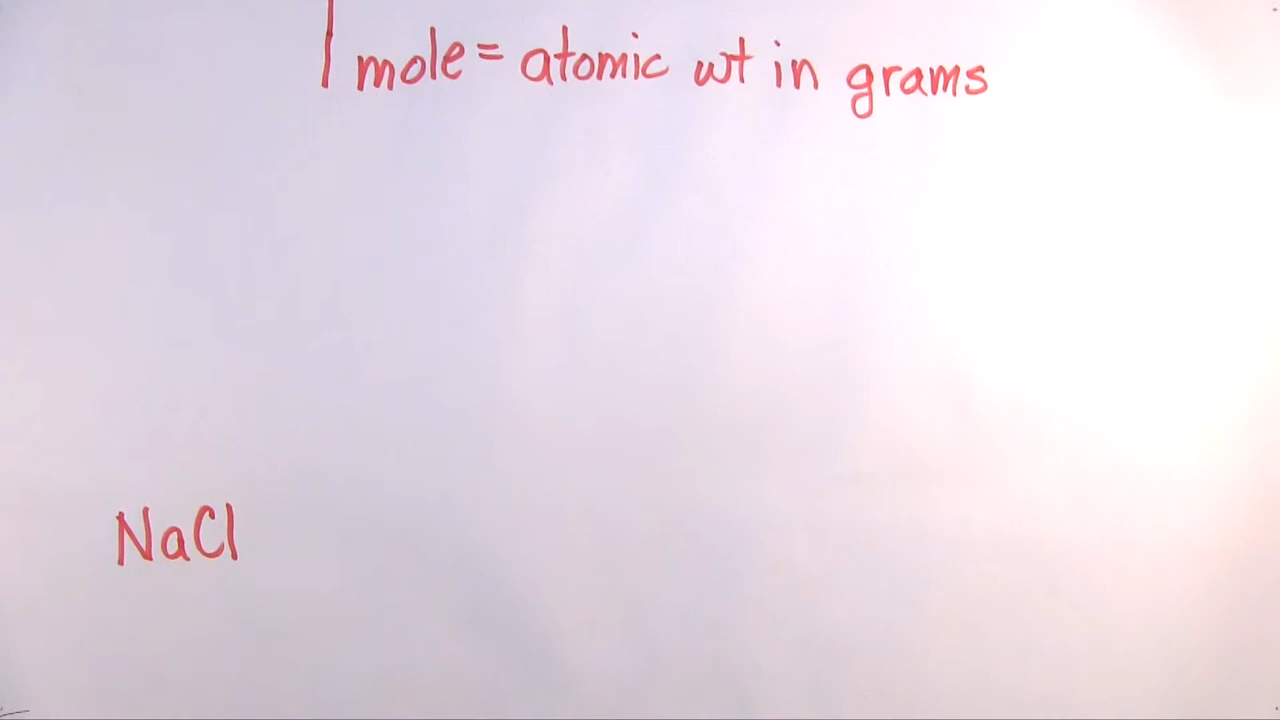 1 mole = atomic wt in grams
NaCl